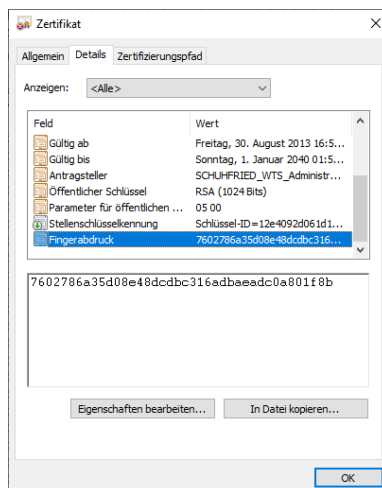 Zertifikat
Allgemein Details Zertifizierungspfad
Anzeigen: <Alle>
Feld Wert
Gültig ab Freitag, 30. August 2013 16:5...
Gültig bis Sonntag, 1. Januar 2040 01:5...
Antragsteller SCHUHFRIED_WTS_Administr...
Öffentlicher Schlüssel RSA (1024 Bits)
Parameter für öffentlichen ... 05 00
Stellenschlüsselkennung Schlüssel-ID=12e4092d061d1...
Fingerabdruck 7602786a35d08e48dcdbc316...
7602786a35d08e48dcdbc316adbaeadc0a801f8b
Eigenschaften bearbeiten... In Datei kopieren...
OK